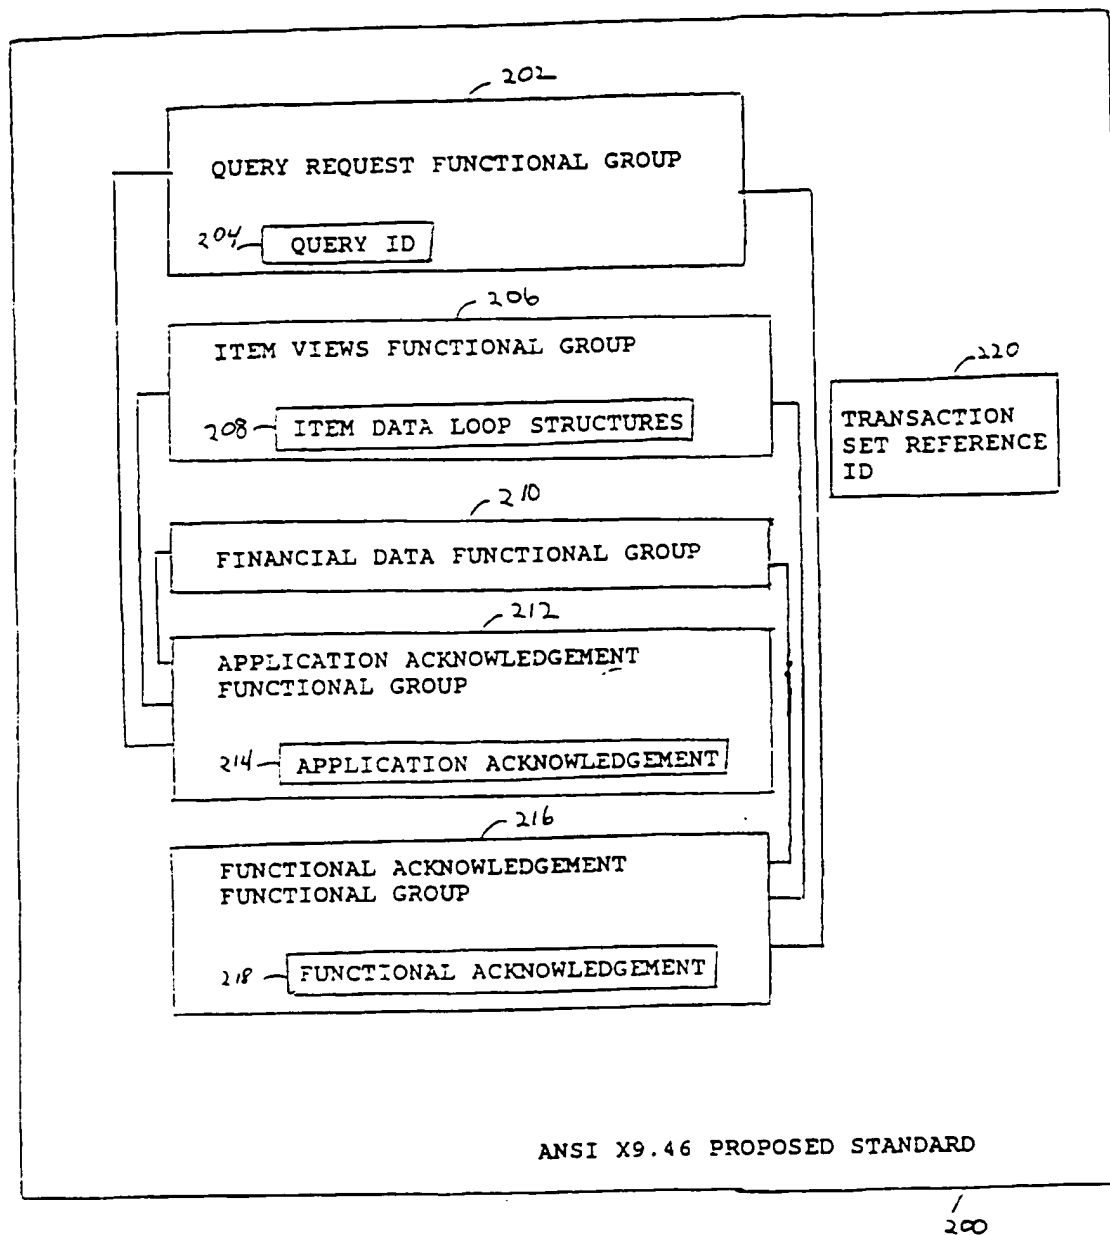 202
QUERY REQUEST FUNCTIONAL GROUP
204
QUERY ID
206
ITEM VIEWS FUNCTIONAL GROUP
208
ITEM DATA LOOP STRUCTURES
220
TRANSACTION
SET REFERENCE
ID
210
FINANCIAL DATA FUNCTIONAL GROUP
212
APPLICATION ACKNOWLEDGEMENT
FUNCTIONAL GROUP
214
APPLICATION ACKNOWLEDGEMENT
216
FUNCTIONAL ACKNOWLEDGEMENT
FUNCTIONAL GROUP
218
FUNCTIONAL ACKNOWLEDGEMENT
ANSI X9.46 PROPOSED STANDARD
200